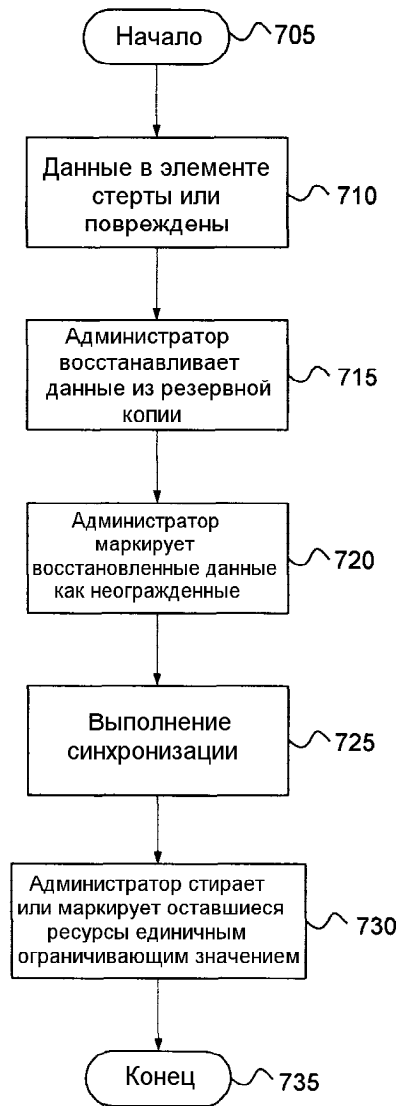 Начало
705
Данные в элементе
стерты или
повреждены
710
Администратор
восстанавливает
данные из резервной
копии
715
Администратор
маркирует
восстановленные данные
как неогражденные
720
Выполнение
синхронизации
725
Администратор стирает
или маркирует оставшиеся
ресурсы единичным
ограничивающим значением
730
Конец
735